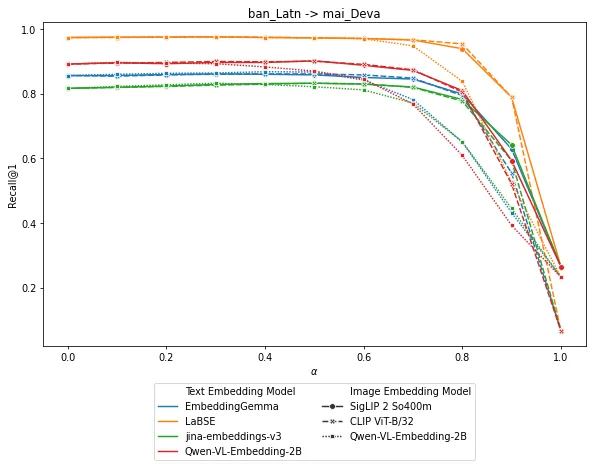 ban_Latn -> mai_Deva
1.0
0.8
0.6
0.4
0.2
Recall@1
0.0 0.2 0.4 0.6 0.8 1.0
α
Text Embedding Model Image Embedding Model
EmbeddingGemma SigLIP 2 So400m
LaBSE CLIP ViT-B/32
jina-embeddings-v3 Qwen-VL-Embedding-2B
Qwen-VL-Embedding-2B